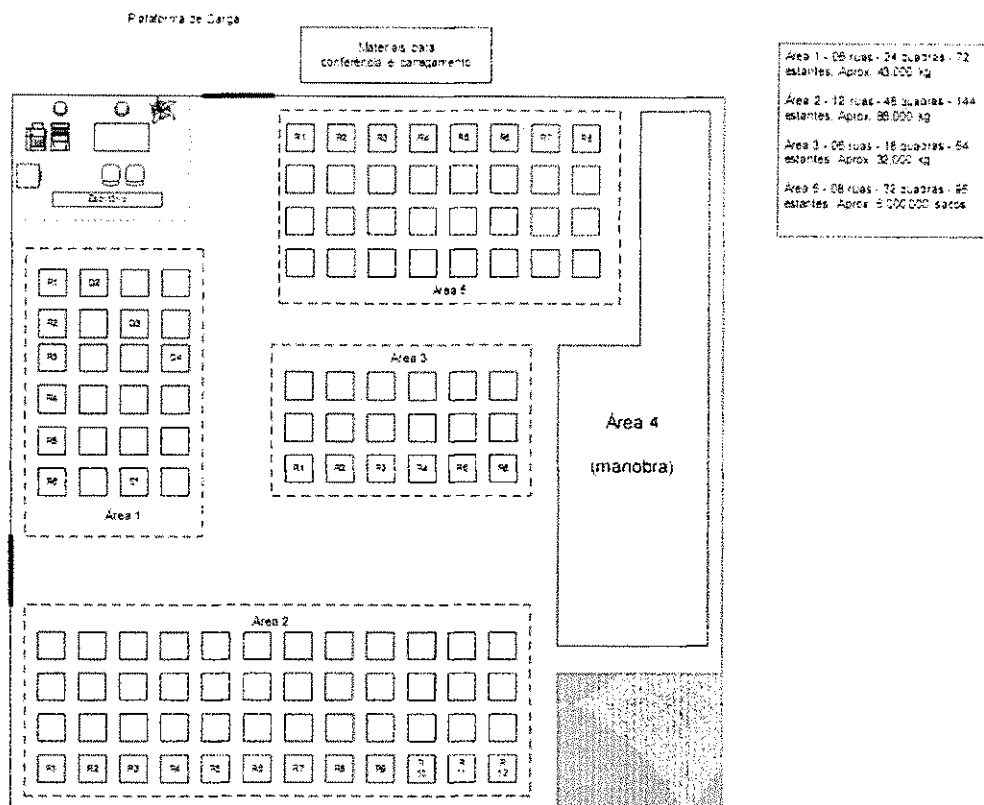 Plataforma de Carga
Materiais para
conferência e carregamento
Área 1 - 06 ruas - 24 quadras - 72
estantes. Aprox. 43.000 kg
Área 2 - 12 ruas - 48 quadras - 144
estantes. Aprox. 86.000 kg
Área 3 - 06 ruas - 18 quadras - 54
estantes. Aprox. 32.000 kg
Área 5 - 08 ruas - 32 quadras - 96
estantes. Aprox. 5.000.000 sacos
Escritório
R1 R2 R3 R4 R5 R6 R7 R8
Área 5
R1 Q2
R2 Q3
R3 Q4
R4
R5
R6
Área 1
Área 3
R1 R2 R3 R4 R5 R6
Área 4
(manobra)
Área 2
R1 R2 R3 R4 R5 R6 R7 R8 R9 R 10 R 11 R 12